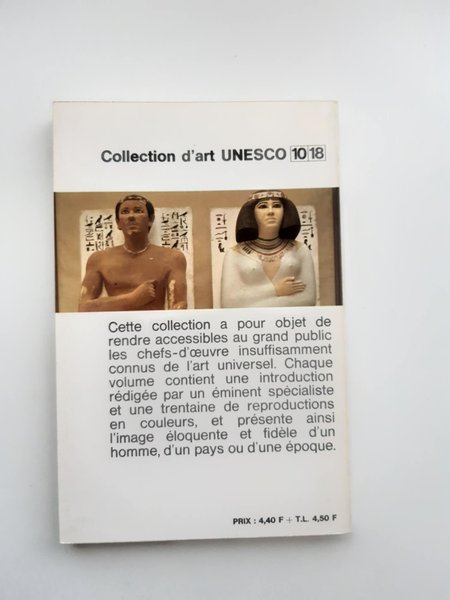 Collection d'art UNESCO 10 18
Cette collection a pour objet de
rendre accessibles au grand public
les chefs-d'œuvre insuffisamment
connus de l'art universel. Chaque
volume contient une introduction
rédigée par un éminent spècialiste
et une trentaine de reproductions
en couleurs, et présente ainsi
l'image éloquente et fidèle d'un
homme, d'un pays ou d'une époque.
PRIX : 4,40 F + T.L. 4,50 F